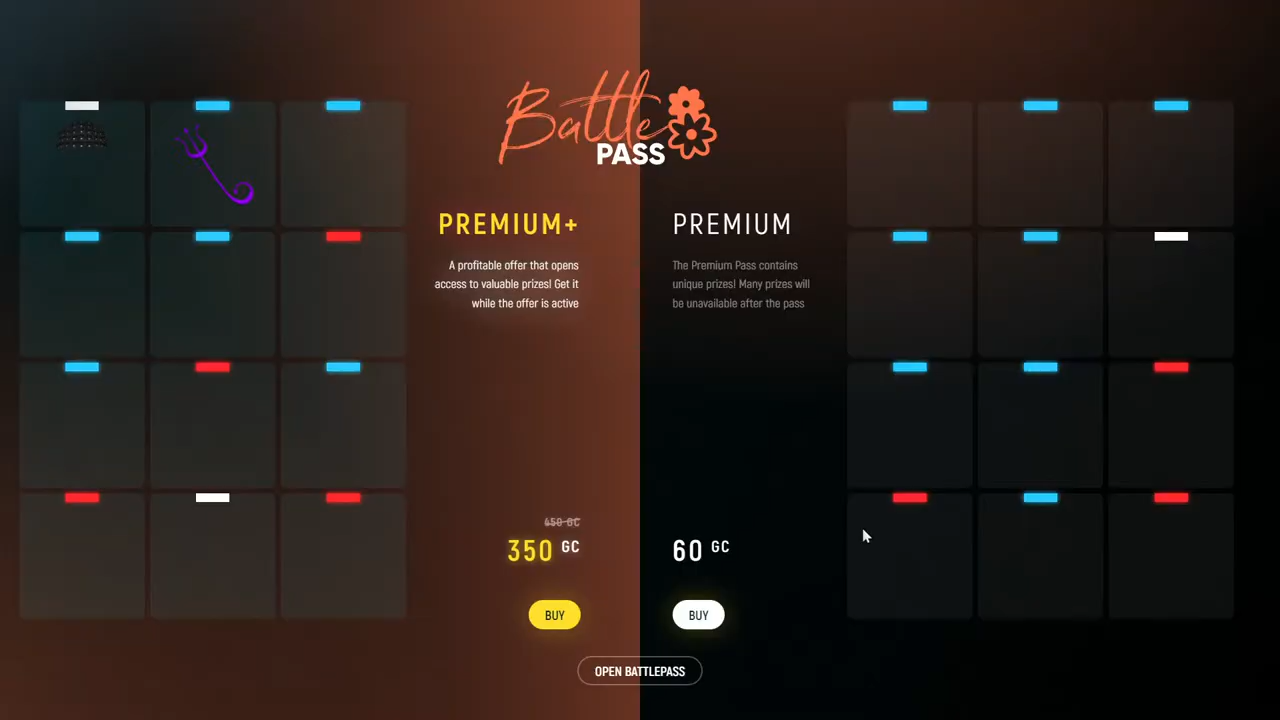 Battle
PASS
PREMIUM+
A profitable offer that opens
access to valuable prizes! Get it
while the offer is active
450 GC
350 GC
BUY
PREMIUM
The Premium Pass contains
unique prizes! Many prizes will
be unavailable after the pass
60 GC
BUY
OPEN BATTLEPASS